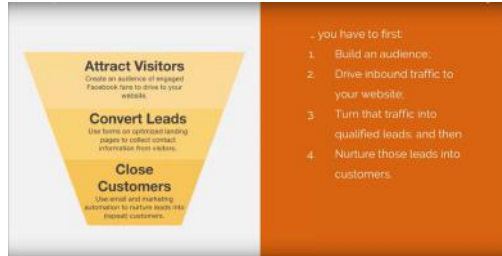 Attract Visitors
Create an audience of engaged
Facebook fans to drive to your
website.
Convert Leads
Use forms on optimized landing
pages to collect contact
information from visitors.
Close
Customers
Use email and marketing
automation to nurture leads into
(repeat) customers.
… you have to first:
1. Build an audience;
2. Drive inbound traffic to
your website;
3. Turn that traffic into
qualified leads; and then
4. Nurture those leads into
customers.